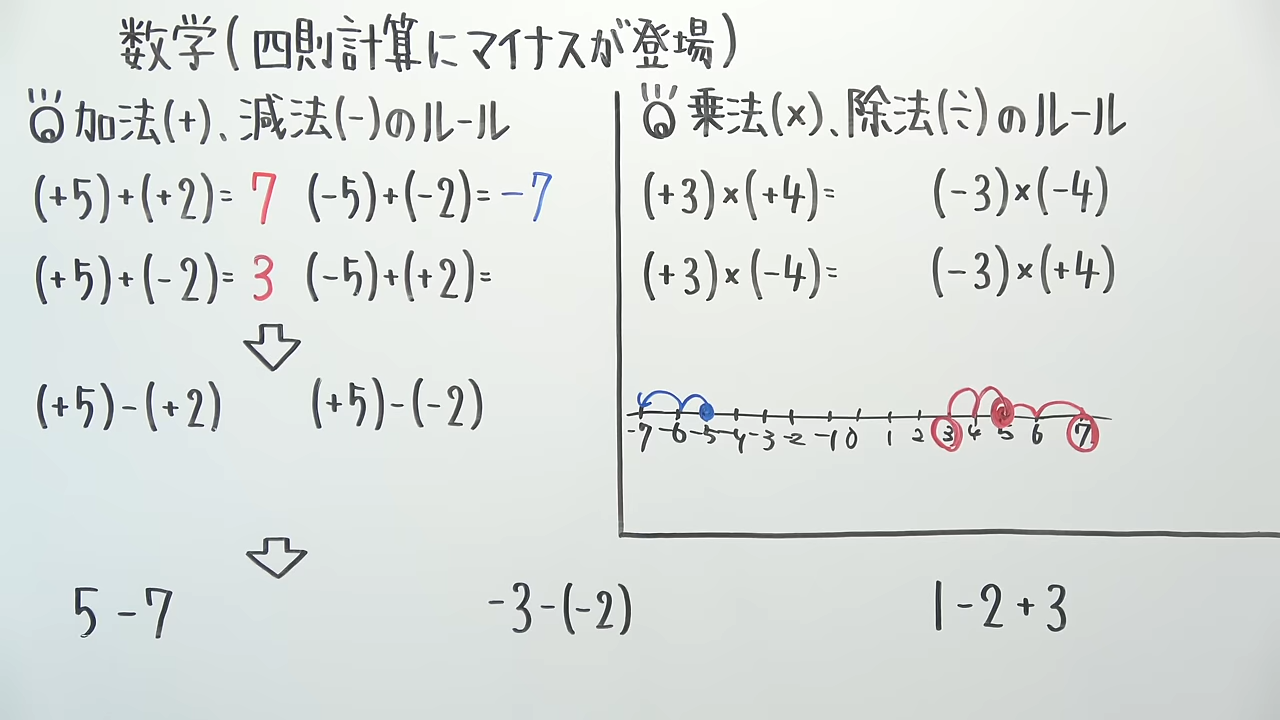 数学(四則計算にマイナスが登場)
加法(+)、減法(-)のルール
(+5)+(+2)= 7 (-5)+(-2)= -7
(+5)+(-2)= 3 (-5)+(+2)=
(+5)-(+2) (+5)-(-2)
乗法(×)、除法(÷)のルール
(+3)×(+4)= (-3)×(-4)
(+3)×(-4)= (-3)×(+4)
-7 -6 -5 -4 -3 -2 -1 0 1 2 3 4 5 6 7
5-7 -3-(-2) 1-2+3